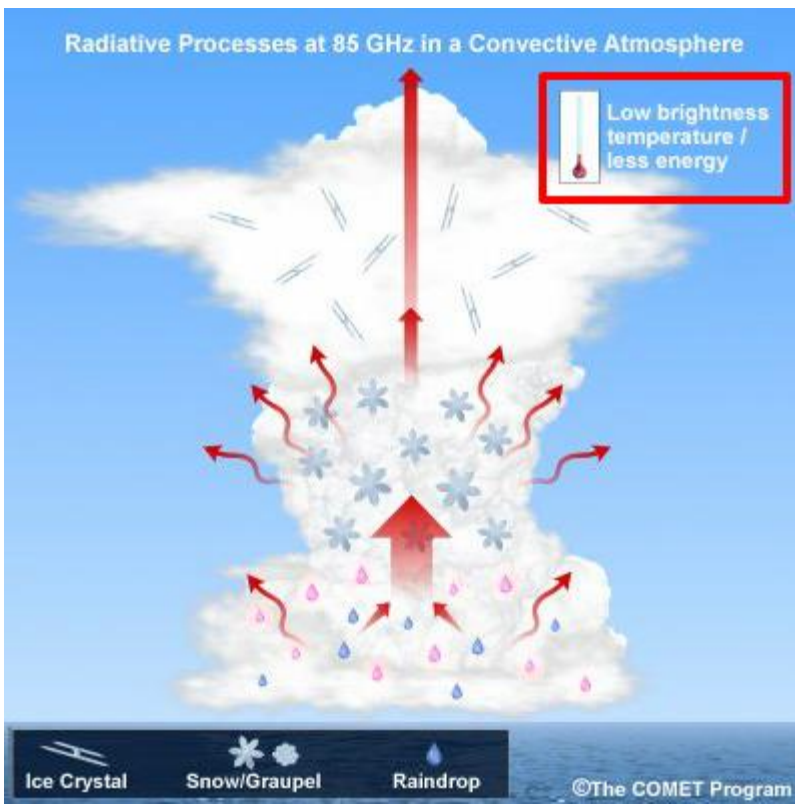 Radiative Processes at 85 GHz in a Convective Atmosphere
Low brightness
temperature /
less energy
Ice Crystal
Snow/Graupel
Raindrop
©The COMET Program